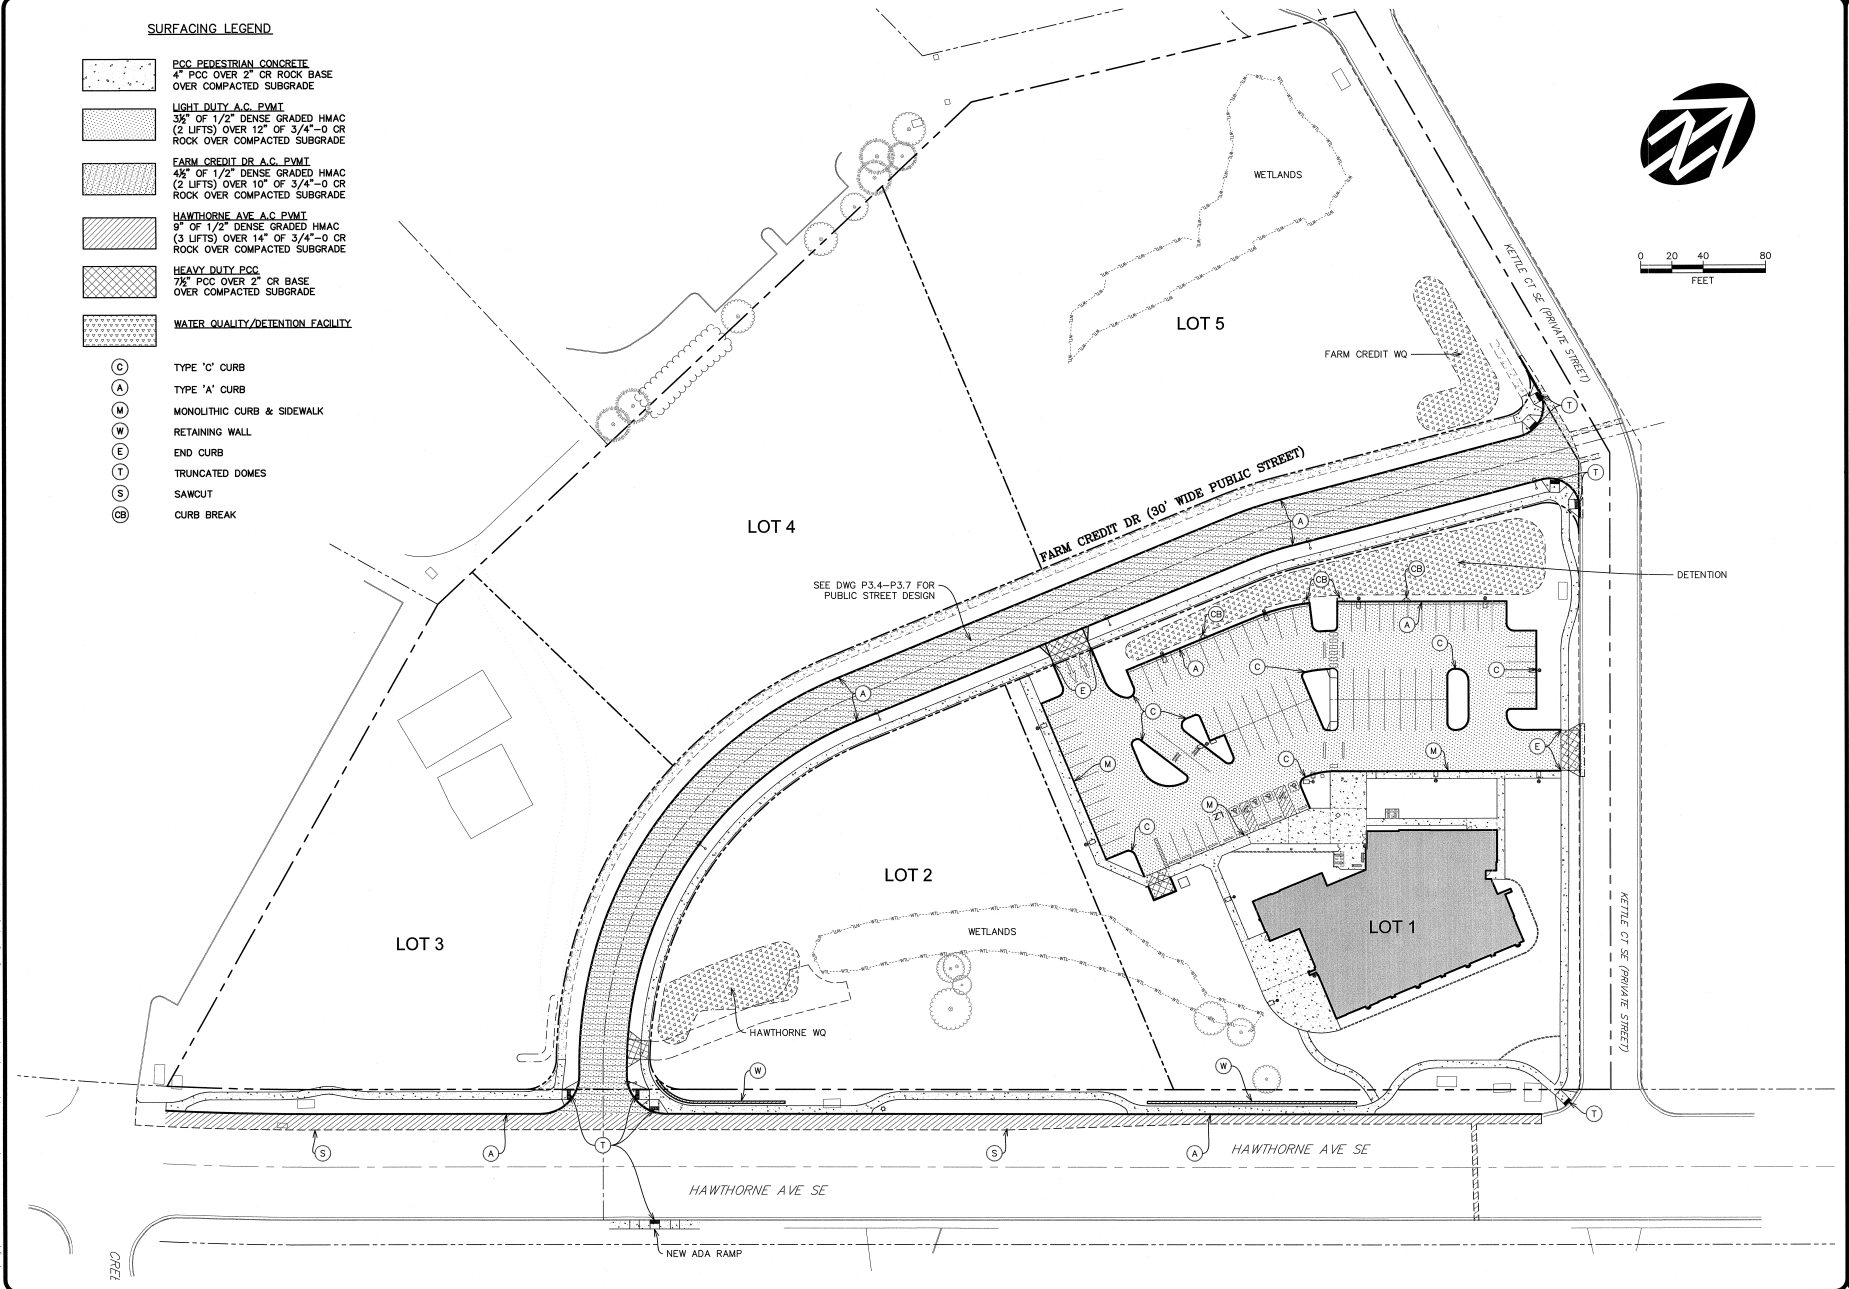 SURFACING LEGEND
PCC PEDESTRIAN CONCRETE
4" PCC OVER 2" CR ROCK BASE
OVER COMPACTED SUBGRADE
LIGHT DUTY A.C. PVMT
3½" OF 1/2" DENSE GRADED HMAC
(2 LIFTS) OVER 12" OF 3/4"-0 CR
ROCK OVER COMPACTED SUBGRADE
FARM CREDIT DR A.C. PVMT
4½" OF 1/2" DENSE GRADED HMAC
(2 LIFTS) OVER 10" OF 3/4"-0 CR
ROCK OVER COMPACTED SUBGRADE
HAWTHORNE AVE A.C PVMT
9" OF 1/2" DENSE GRADED HMAC
(3 LIFTS) OVER 14" OF 3/4"-0 CR
ROCK OVER COMPACTED SUBGRADE
HEAVY DUTY PCC
7½" PCC OVER 2" CR BASE
OVER COMPACTED SUBGRADE
WATER QUALITY/DETENTION FACILITY
C TYPE 'C' CURB
A TYPE 'A' CURB
M MONOLITHIC CURB & SIDEWALK
W RETAINING WALL
E END CURB
T TRUNCATED DOMES
S SAWCUT
CB CURB BREAK
0 20 40 80
FEET
WETLANDS
KETTLE CT SE (PRIVATE STREET)
LOT 5
FARM CREDIT WQ
T
T
FARM CREDIT DR (30' WIDE PUBLIC STREET)
A
LOT 4
SEE DWG P3.4-P3.7 FOR
PUBLIC STREET DESIGN
DETENTION
CB
CB
CB
A
C
C
C
A
A
E
C
M
M
E
C
M
C
LOT 2
LOT 1
LOT 3
WETLANDS
HAWTHORNE WQ
KETTLE CT SE (PRIVATE STREET)
W
W
T
S
A
T
S
A
HAWTHORNE AVE SE
HAWTHORNE AVE SE
NEW ADA RAMP